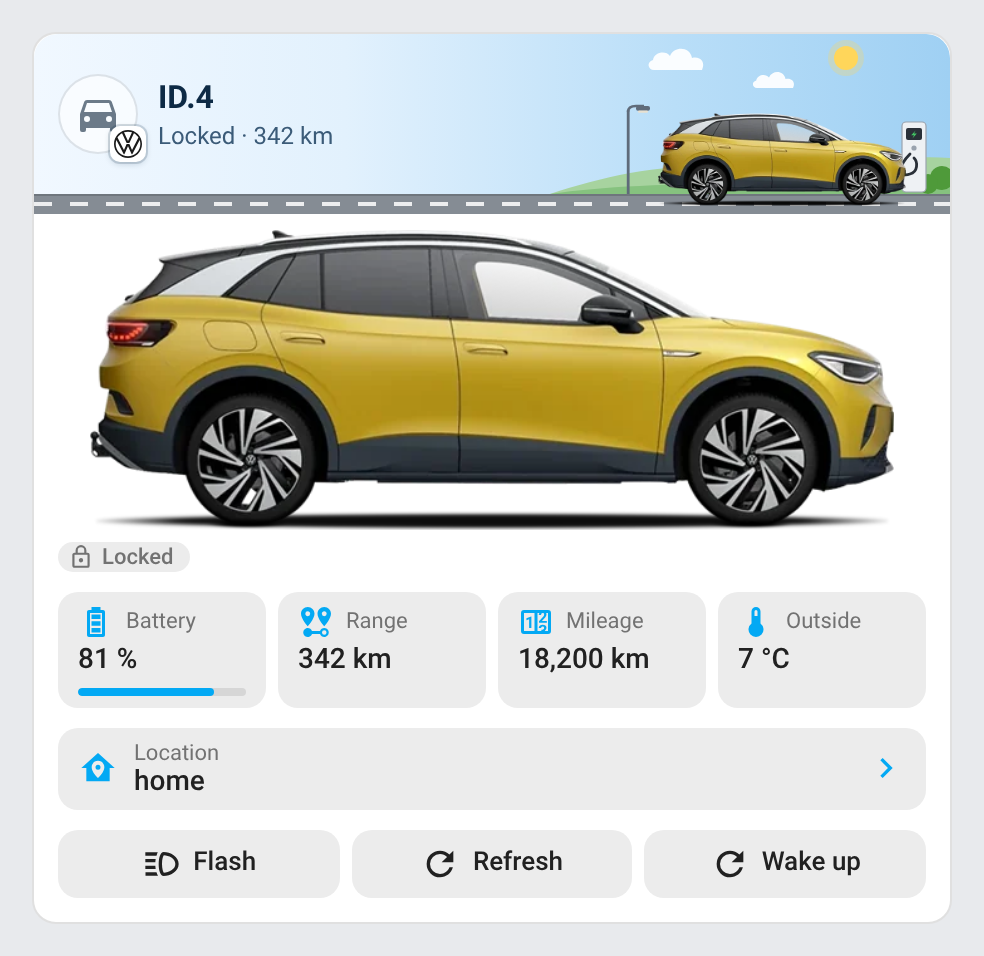 ID.4
Locked · 342 km
Locked
Battery
81 %
Range
342 km
Mileage
18,200 km
Outside
7 °C
Location
home
Flash
Refresh
Wake up